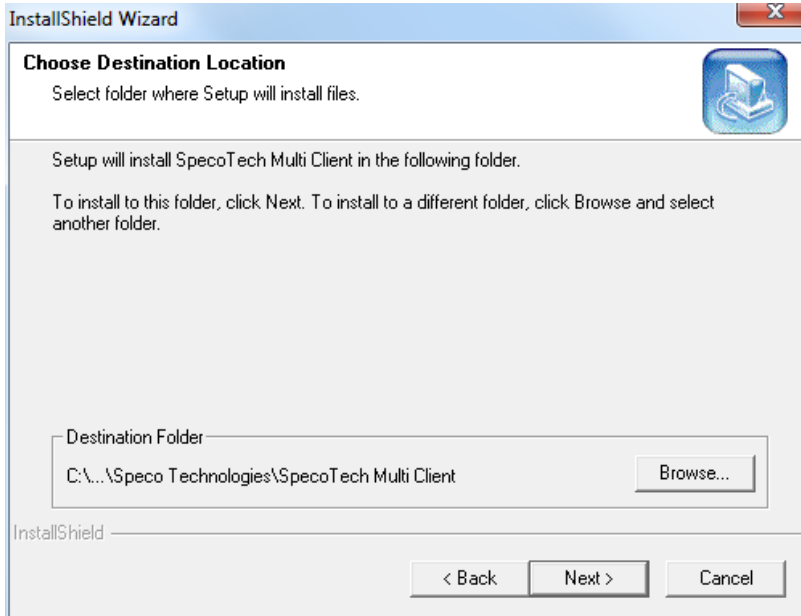 InstallShield Wizard
Choose Destination Location
Select folder where Setup will install files.
Setup will install SpecoTech Multi Client in the following folder.
To install to this folder, click Next. To install to a different folder, click Browse and select
another folder.
Destination Folder
C:\...\Speco Technologies\SpecoTech Multi Client
Browse...
InstallShield
< Back
Next >
Cancel